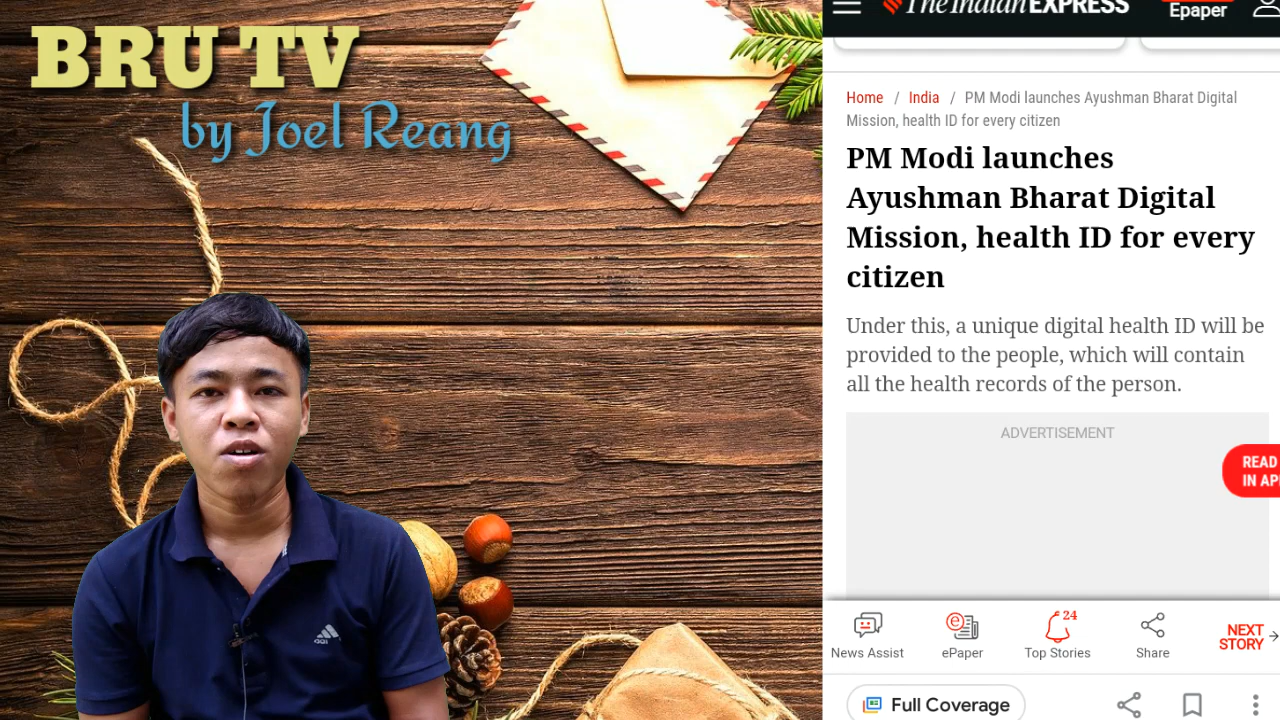 BRU TV
by Joel Reang
The Indian EXPRESS
Epaper
Home / India / PM Modi launches Ayushman Bharat Digital
Mission, health ID for every citizen
PM Modi launches
Ayushman Bharat Digital
Mission, health ID for every
citizen
Under this, a unique digital health ID will be
provided to the people, which will contain
all the health records of the person.
ADVERTISEMENT
READ
IN AP
24
News Assist
ePaper
Top Stories
Share
NEXT
STORY
Full Coverage